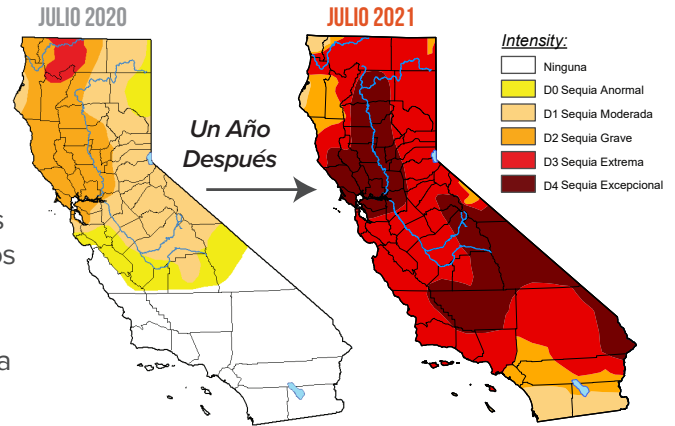 JULIO 2020
JULIO 2021
Un Año
Después
Intensity:
Ninguna
D0 Sequia Anormal
D1 Sequia Moderada
D2 Sequia Grave
D3 Sequia Extrema
D4 Sequia Excepcional
s
os
a